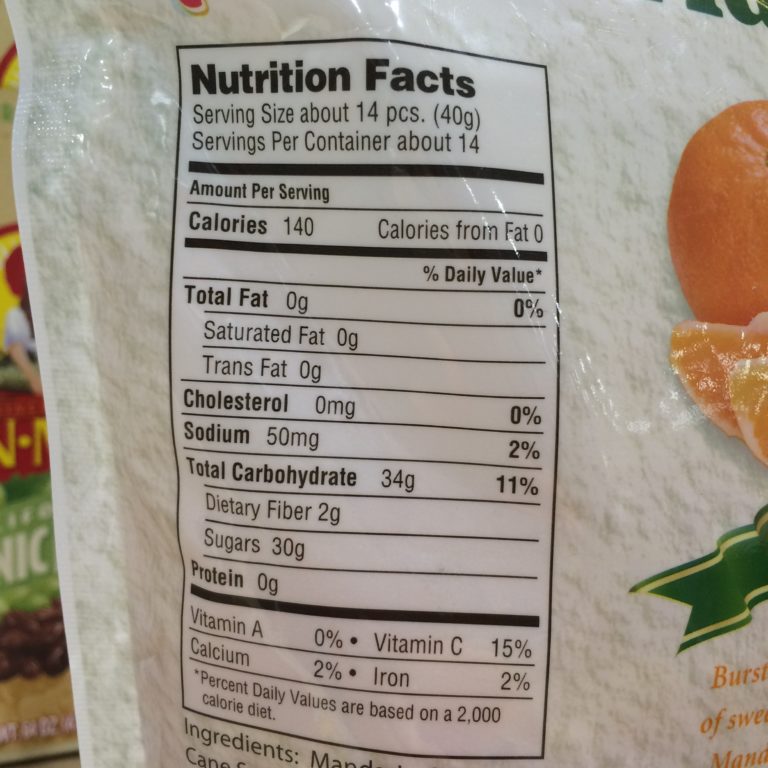 Nutrition Facts
Serving Size about 14 pcs. (40g)
Servings Per Container about 14
Amount Per Serving
Calories 140 Calories from Fat 0
% Daily Value*
Total Fat 0g 0%
Saturated Fat 0g
Trans Fat 0g
Cholesterol 0mg 0%
Sodium 50mg 2%
Total Carbohydrate 34g 11%
Dietary Fiber 2g
Sugars 30g
Protein 0g
Vitamin A 0% • Vitamin C 15%
Calcium 2% • Iron 2%
*Percent Daily Values are based on a 2,000
calorie diet.
Ingredients:
Burst
of swee
Manda
NIC